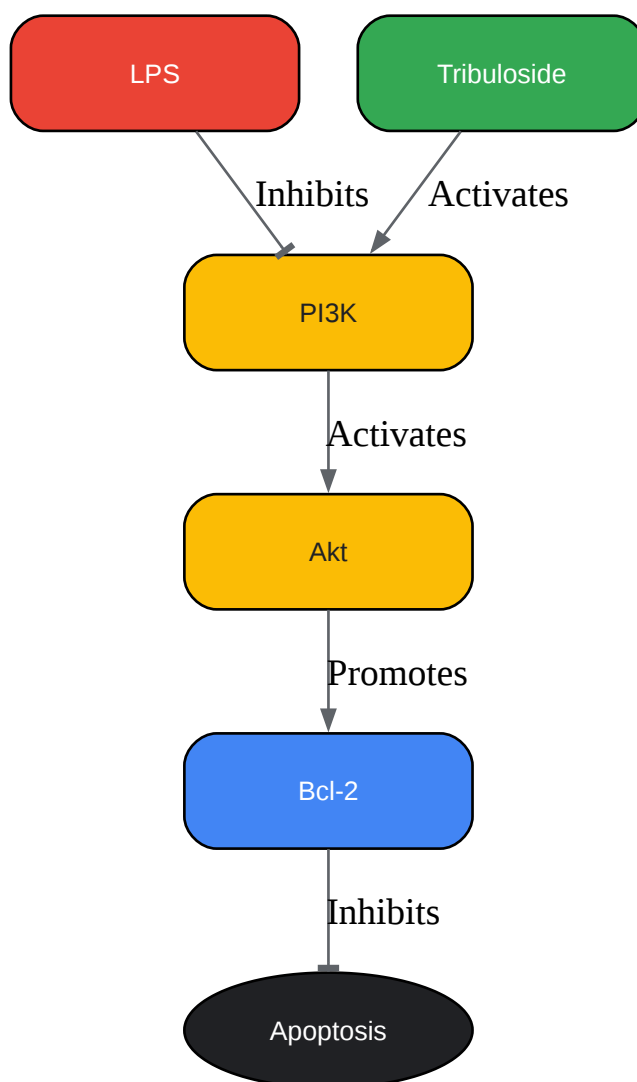 LPS
Tribuloside
Inhibits
Activates
PI3K
Activates
Akt
Promotes
Bcl-2
Inhibits
Apoptosis